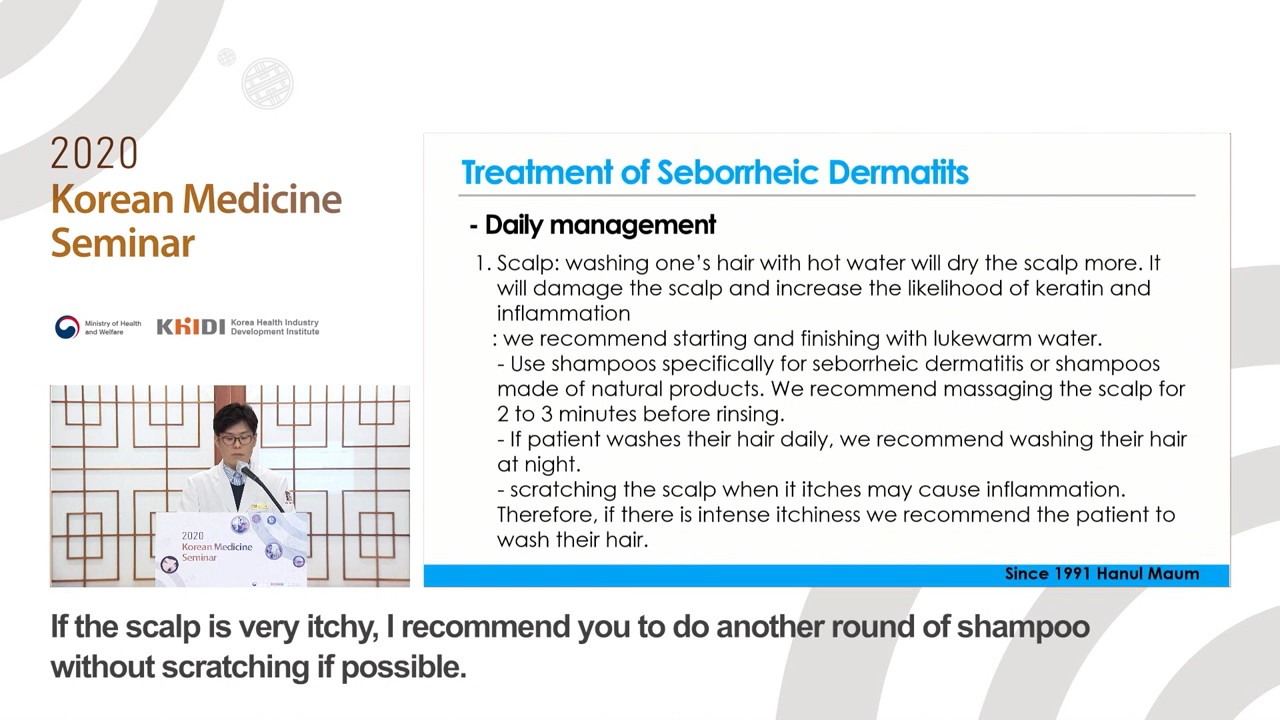 2020
Korean Medicine
Seminar
Ministry of Health
and Welfare
KHIDI
Korea Health Industry
Development Institute
2020
Korean Medicine
Seminar
Treatment of Seborrheic Dermatits
- Daily management
1. Scalp: washing one's hair with hot water will dry the scalp more. It
will damage the scalp and increase the likelihood of keratin and
inflammation
: we recommend starting and finishing with lukewarm water.
- Use shampoos specifically for seborrheic dermatitis or shampoos
made of natural products. We recommend massaging the scalp for
2 to 3 minutes before rinsing.
- If patient washes their hair daily, we recommend washing their hair
at night.
- scratching the scalp when it itches may cause inflammation.
Therefore, if there is intense itchiness we recommend the patient to
wash their hair.
Since 1991 Hanul Maum
If the scalp is very itchy, I recommend you to do another round of shampoo
without scratching if possible.